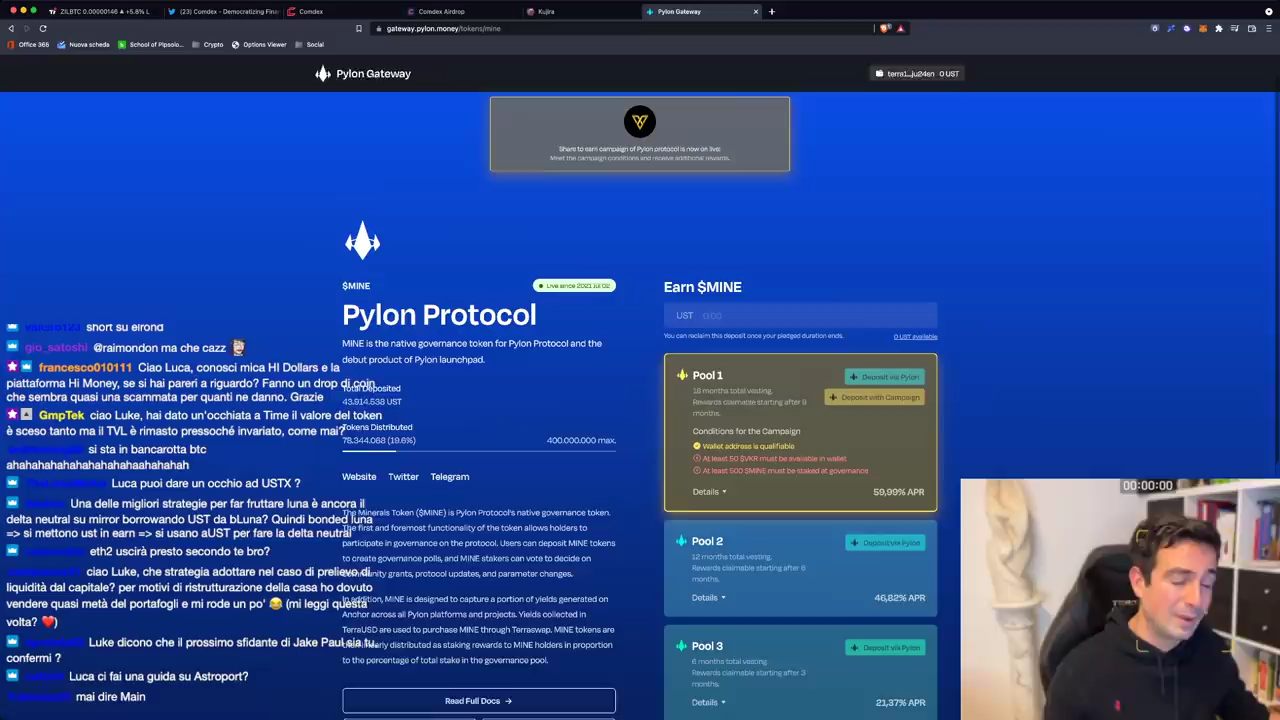 ZILBTC 0.00000146 ▲ +5.8% L
(23) Comdex - Democratizing Finan
Comdex
Comdex Airdrop
Kujira
Pylon Gateway
gateway.pylon.money/tokens/mine
Office 365
Nuova scheda
School of Pipsolo...
Crypto
Options Viewer
Social
Pylon Gateway
terra1...ju24sn 0 UST
Share to earn campaign of Pylon protocol is now on live!
Meet the campaign conditions and receive additional rewards.
$MINE
Live since 2021 Jul 02
Pylon Protocol
MINE is the native governance token for Pylon Protocol and the
debut product of Pylon launchpad.
Total Deposited
43,914,538 UST
Tokens Distributed
78.344.068 (19.6%)
400.000.000 max.
Website Twitter Telegram
The Minerals Token ($MINE) is Pylon Protocol's native governance token.
The first and foremost functionality of the token allows holders to
participate in governance on the protocol. Users can deposit MINE tokens
to create governance polls, and MINE stakers can vote to decide on
community grants, protocol updates, and parameter changes.
In addition, MINE is designed to capture a portion of yields generated on
Anchor across all Pylon platforms and projects. Yields collected in
TerraUSD are used to purchase MINE through Terraswap. MINE tokens are
distributed as staking rewards to MINE holders in proportion
to the percentage of total stake in the governance pool.
Read Full Docs →
Earn $MINE
UST 0.00
You can reclaim this deposit once your pledged duration ends.
0 UST available
Pool 1
Deposit via Pylon
18 months total vesting.
Rewards claimable starting after 9
months.
Deposit with Campaign
Conditions for the Campaign
Wallet address is qualifiable
At least 50 $VKR must be available in wallet
At least 500 $MINE must be staked at governance
Details
59,99% APR
Pool 2
Deposit via Pylon
12 months total vesting.
Rewards claimable starting after 6
months.
Details
46,82% APR
Pool 3
Deposit via Pylon
6 months total vesting.
Rewards claimable starting after 3
months.
Details
21,37% APR
short su elrond
gio_satoshi @raimondon ma che cazz
francesco010111 Ciao Luca, conosci mica HI Dollars e la
piattaforma Hi Money, se si mi pareri a riguardo? Fanno un drop di coin
che sembra quasi una scammata per quanti ne danno. Grazie
GmpTek ciao Luke, hai dato un'occhiata a Time il valore del token
è sceso tanto ma il TVL è rimasto pressoché invariato, come mai?
si sta in bancarotta btc
ahahahahahahahaahaahahah
Luca puoi dare un occhio ad USTX ?
Una delle migliori strategie per far fruttare luna è ancora il
delta neutral su mirror borrowando UST da bLuna? Quindi bonded luna
=> si mettono ust in earn => si usano aUST per fare la delta neutral
eth2 uscirà presto secondo te bro?
ciao Luke, che strategia adottare nel caso di prelievo di
liquidità dal capitale? per motivi di ristrutturazione della casa ho dovuto
vendere quasi metà del portafogli e mi rode un po' 😂 (mi leggi questa
volta? ❤️)
Luke dicono che il prossimo sfidante di Jake Paul sia tu,
confermi ?
Luca ci fai una guida su Astroport?
mai dire Main
00:00:00